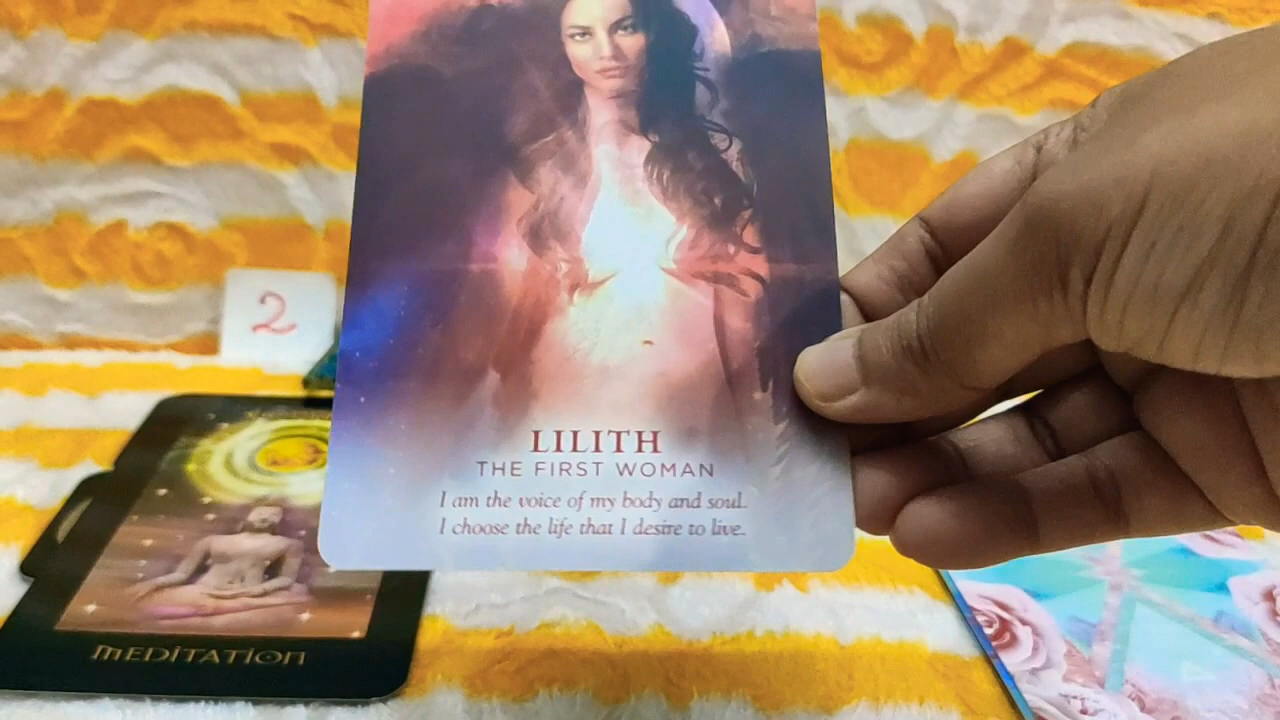 2
LILITH
THE FIRST WOMAN
I am the voice of my body and soul.
I choose the life that I desire to live.
MEDITATION